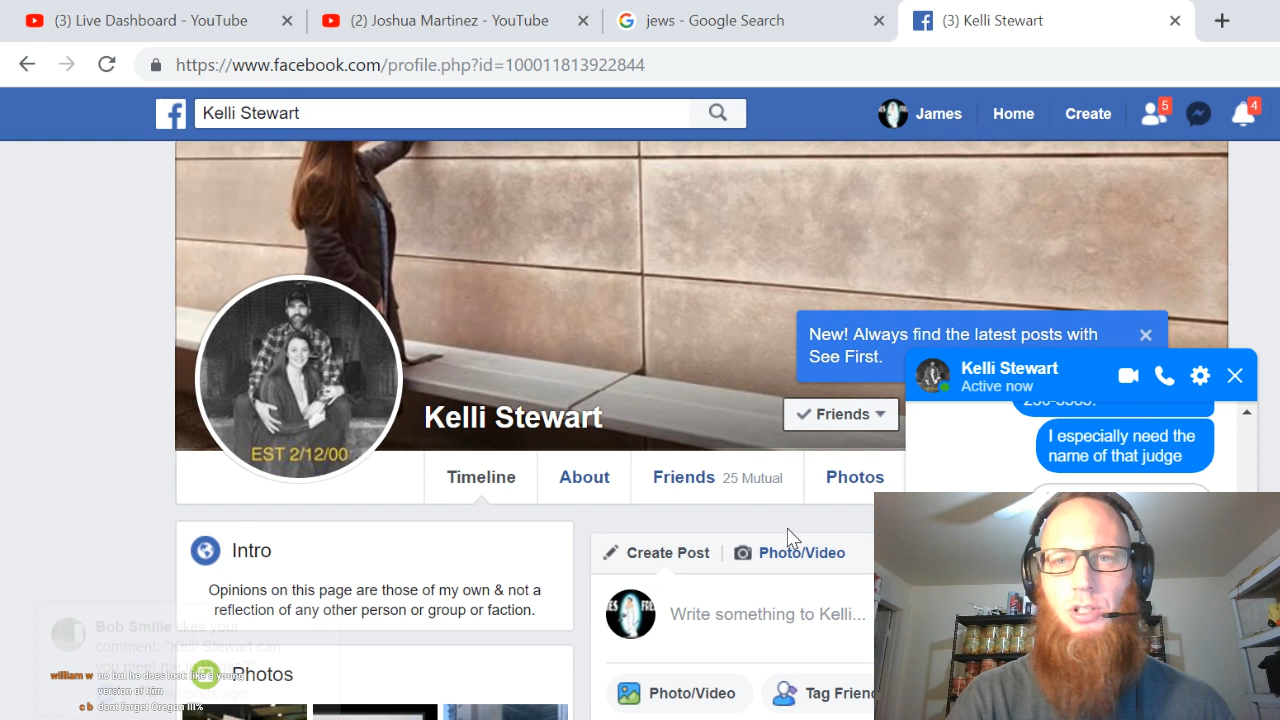 (3) Live Dashboard - YouTube
(2) Joshua Martinez - YouTube
jews - Google Search
(3) Kelli Stewart
https://www.facebook.com/profile.php?id=100011813922844
Kelli Stewart
James
Home
Create
5
4
New! Always find the latest posts with
See First.
Kelli Stewart
Active now
EST 2/12/00
Kelli Stewart
Friends
I especially need the
name of that judge
Timeline
About
Friends 25 Mutual
Photos
Intro
Opinions on this page are those of my own & not a
reflection of any other person or group or faction.
Create Post
Photo/Video
Write something to Kelli...
Photo/Video
Tag Friend
Bob Smilie likes your
comment: "Kelli Stewart can
you meet me
Photos
william w no but he does look like a young
version of him
c b dont forget Oregon III%